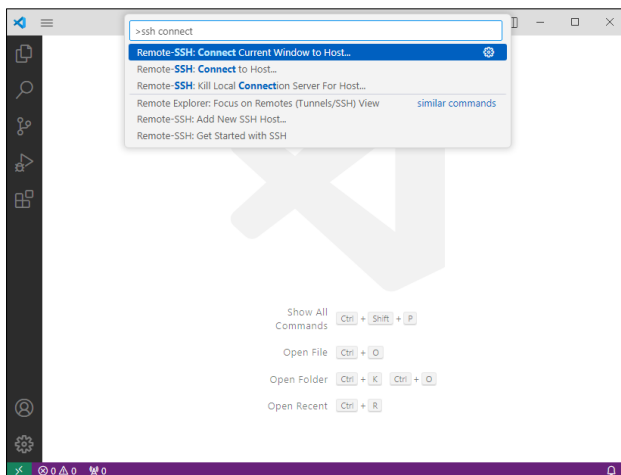 >ssh connect
Remote-SSH: Connect Current Window to Host...
Remote-SSH: Connect to Host...
Remote-SSH: Kill Local Connection Server For Host...
Remote Explorer: Focus on Remotes (Tunnels/SSH) View similar commands
Remote-SSH: Add New SSH Host...
Remote-SSH: Get Started with SSH
Show All Commands Ctrl + Shift + P
Open File Ctrl + O
Open Folder Ctrl + K Ctrl + O
Open Recent Ctrl + R
0 0 0